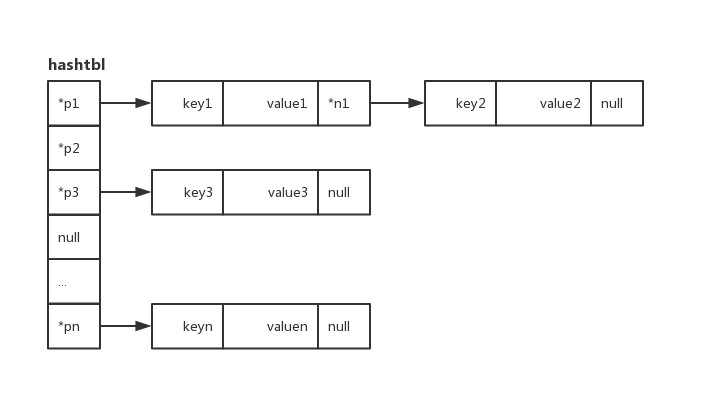 hashtbl
*p1 key1 value1 *n1 key2 value2 null
*p2
*p3 key3 value3 null
null
...
*pn keyn valuen null